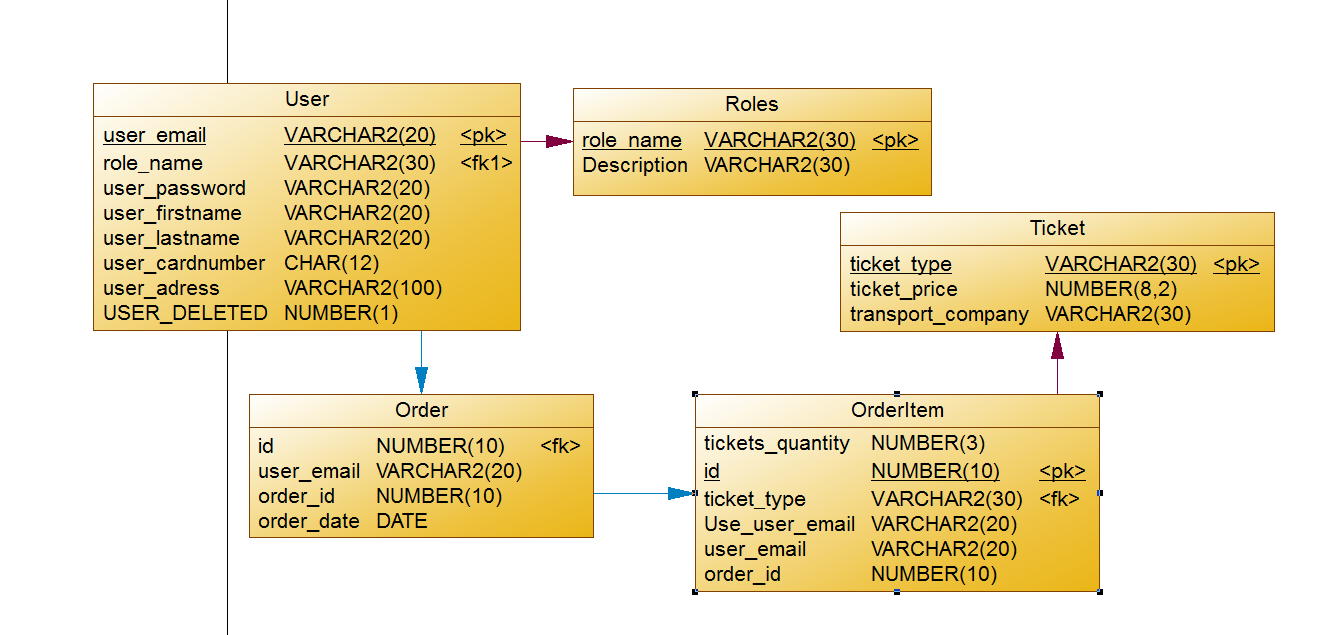 User
user_email VARCHAR2(20) <pk>
role_name VARCHAR2(30) <fk1>
user_password VARCHAR2(20)
user_firstname VARCHAR2(20)
user_lastname VARCHAR2(20)
user_cardnumber CHAR(12)
user_adress VARCHAR2(100)
USER_DELETED NUMBER(1)
Roles
role_name VARCHAR2(30) <pk>
Description VARCHAR2(30)
Ticket
ticket_type VARCHAR2(30) <pk>
ticket_price NUMBER(8,2)
transport_company VARCHAR2(30)
Order
id NUMBER(10) <fk>
user_email VARCHAR2(20)
order_id NUMBER(10)
order_date DATE
OrderItem
tickets_quantity NUMBER(3)
id NUMBER(10) <pk>
ticket_type VARCHAR2(30) <fk>
Use_user_email VARCHAR2(20)
user_email VARCHAR2(20)
order_id NUMBER(10)